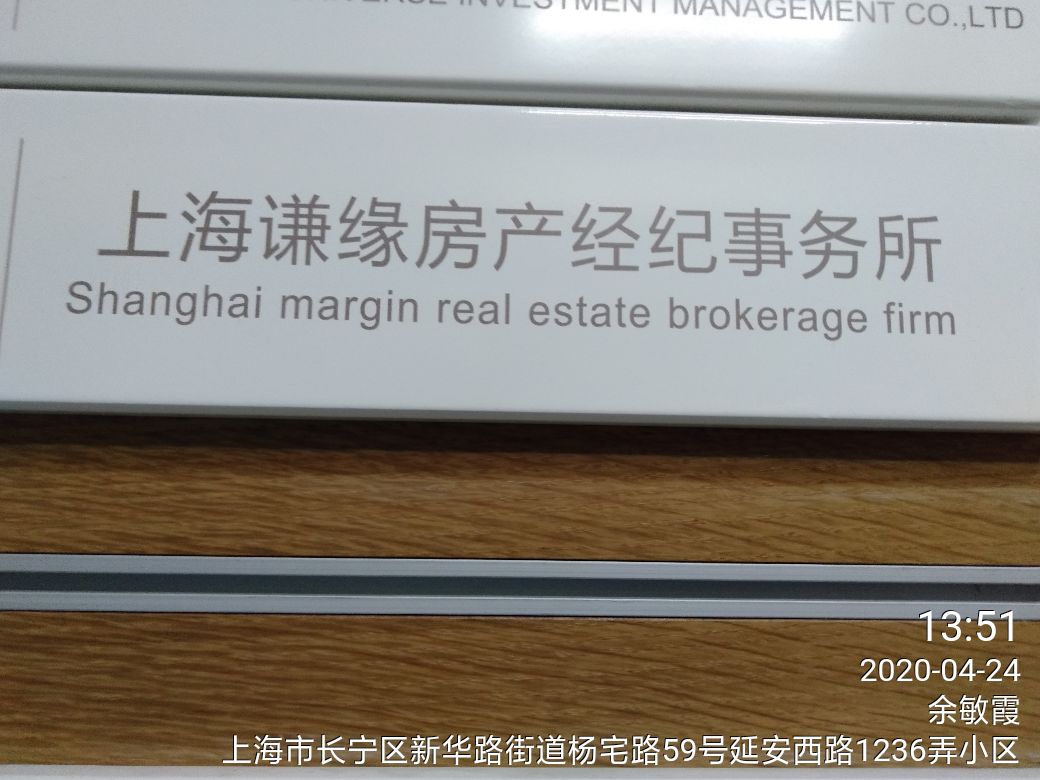 INVESTMENT MANAGEMENT CO.,LTD
上海谦缘房产经纪事务所
Shanghai margin real estate brokerage firm
13:51
2020-04-24
余敏霞
上海市长宁区新华路街道杨宅路59号延安西路1236弄小区